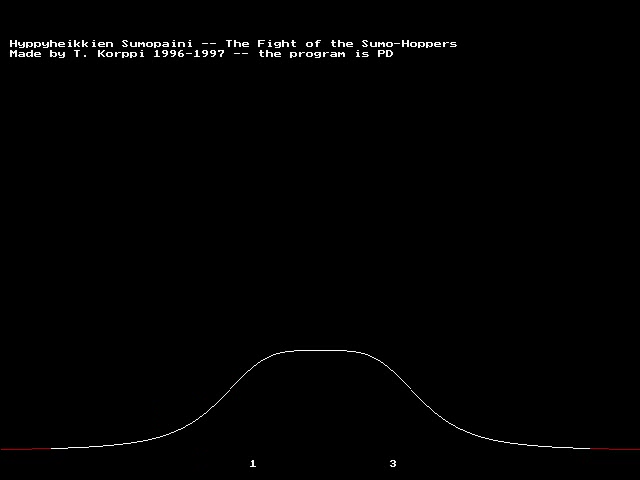 Hyppyheikkien Sumopaini -- The Fight of the Sumo-Hoppers
Made by T. Korppi 1996-1997 -- the program is PD
1 3